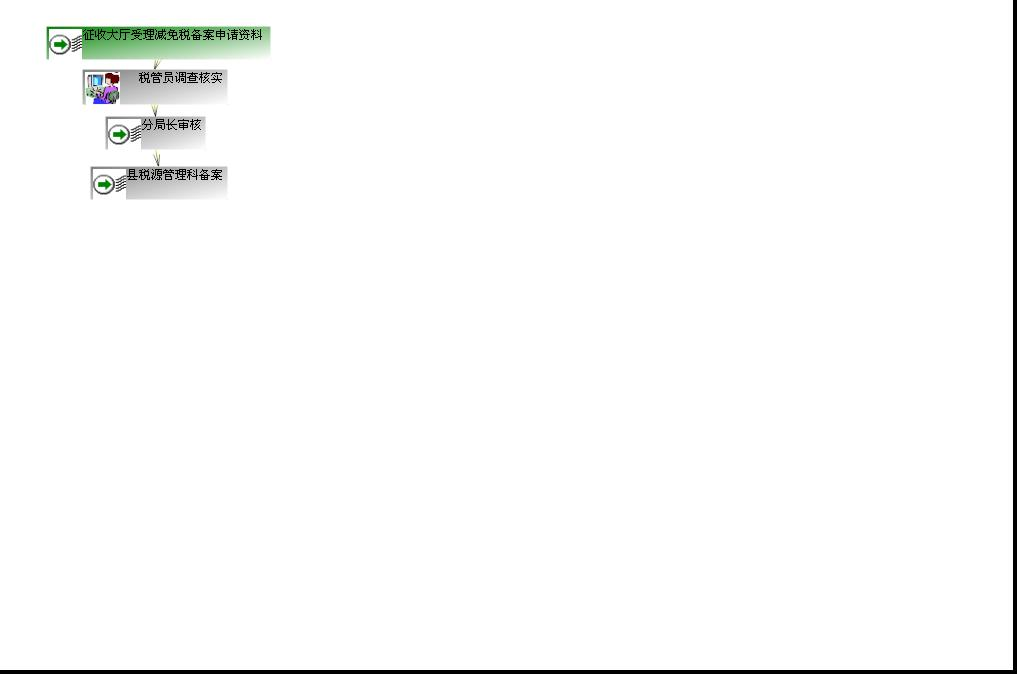 征收大厅受理减免税备案申请资料
税管员调查核实
分局长审核
县税源管理科备案